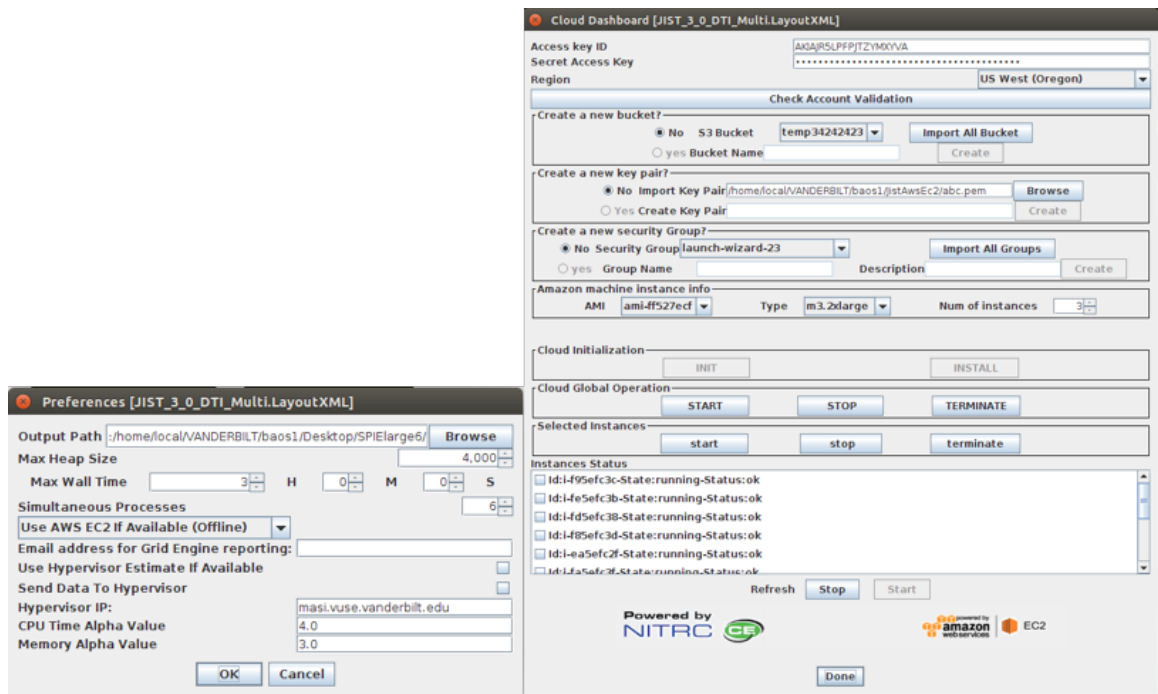 Cloud Dashboard [JIST_3_0_DTI_Multi.LayoutXML]
Access key ID AKIAJR5LPFPJTZYMXYVA
Secret Access Key
Region US West (Oregon)
Check Account Validation
Create a new bucket?
No S3 Bucket temp34242423 Import All Bucket
yes Bucket Name Create
Create a new key pair?
No Import Key Pair /home/local/VANDERBILT/baos1/JistAwsEc2/abc.pem Browse
Yes Create Key Pair Create
Create a new security Group?
No Security Group launch-wizard-23 Import All Groups
yes Group Name Description Create
Amazon machine instance info
AMI ami-ff527ecf Type m3.2xlarge Num of instances 3
Cloud Initialization
INIT INSTALL
Cloud Global Operation
START STOP TERMINATE
Selected Instances
start stop terminate
Instances Status
Id:i-f95efc3c-State:running-Status:ok
Id:i-fe5efc3b-State:running-Status:ok
Id:i-fd5efc38-State:running-Status:ok
Id:i-f85efc3d-State:running-Status:ok
Id:i-ea5efc2f-State:running-Status:ok
Id:i-fa5efc3f-State:running-Status:ok
Refresh Stop Start
Powered by
NITRC CE
powered by
amazon
webservices EC2
Done
Preferences [JIST_3_0_DTI_Multi.LayoutXML]
Output Path :/home/local/VANDERBILT/baos1/Desktop/SPIElarge6/ Browse
Max Heap Size 4,000
Max Wall Time 3 H 0 M 0 S
Simultaneous Processes 6
Use AWS EC2 If Available (Offline)
Email address for Grid Engine reporting:
Use Hypervisor Estimate If Available
Send Data To Hypervisor
Hypervisor IP: masi.vuse.vanderbilt.edu
CPU Time Alpha Value 4.0
Memory Alpha Value 3.0
OK Cancel